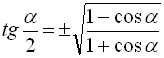 tg α/2 = ±√((1 − cos α)/(1 + cos α))